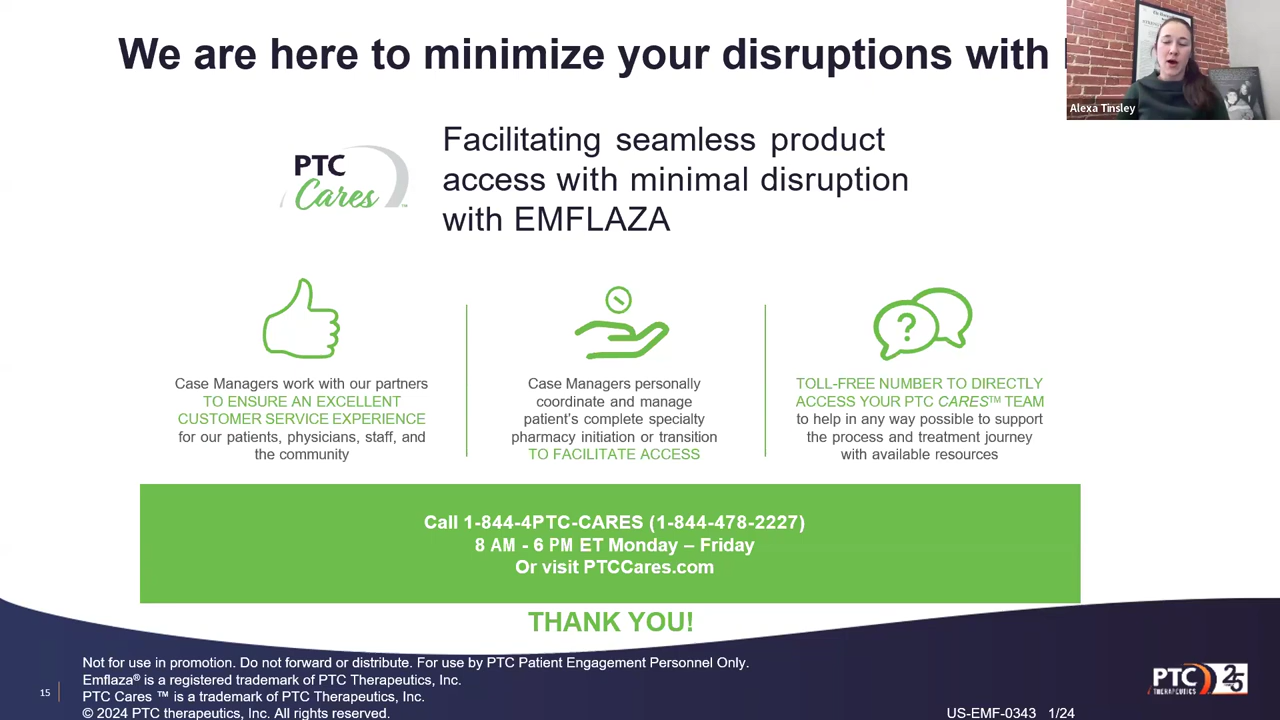 We are here to minimize your disruptions with
Alexa Tinsley
PTC
Cares™
Facilitating seamless product
access with minimal disruption
with EMFLAZA
Case Managers work with our partners
TO ENSURE AN EXCELLENT
CUSTOMER SERVICE EXPERIENCE
for our patients, physicians, staff, and
the community
Case Managers personally
coordinate and manage
patient's complete specialty
pharmacy initiation or transition
TO FACILITATE ACCESS
?
TOLL-FREE NUMBER TO DIRECTLY
ACCESS YOUR PTC CARES™ TEAM
to help in any way possible to support
the process and treatment journey
with available resources
Call 1-844-4PTC-CARES (1-844-478-2227)
8 AM - 6 PM ET Monday – Friday
Or visit PTCCares.com
THANK YOU!
Not for use in promotion. Do not forward or distribute. For use by PTC Patient Engagement Personnel Only.
Emflaza® is a registered trademark of PTC Therapeutics, Inc.
PTC Cares ™ is a trademark of PTC Therapeutics, Inc.
© 2024 PTC therapeutics, Inc. All rights reserved.
15
PTC
THERAPEUTICS
25
US-EMF-0343 1/24